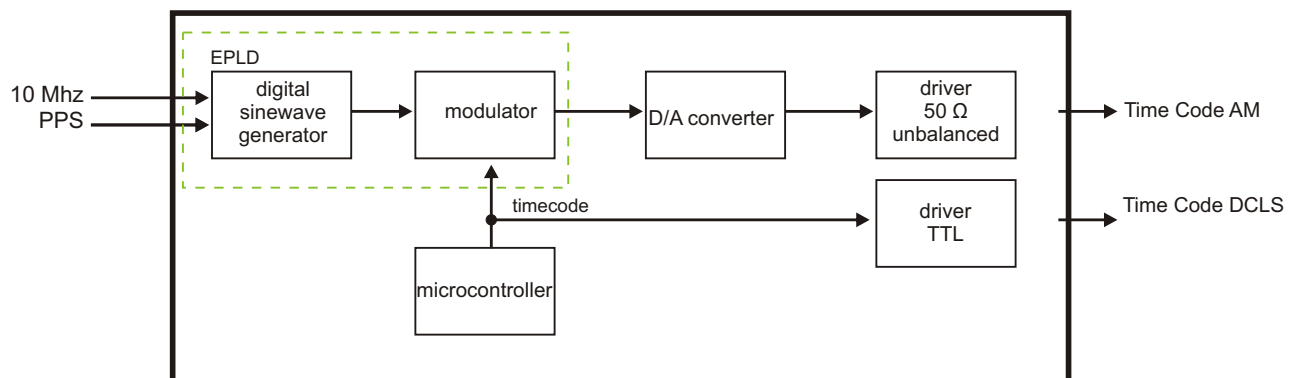 EPLD
10 Mhz
PPS
digital
sinewave
generator
modulator
D/A converter
driver
50 Ω
unbalanced
Time Code AM
timecode
driver
TTL
Time Code DCLS
microcontroller